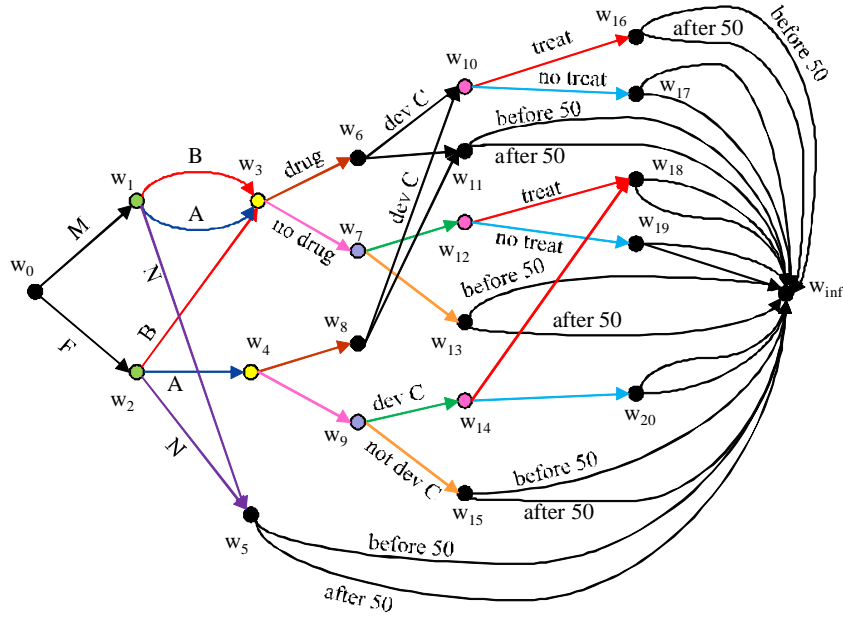 w16
before 50
treat
after 50
w10
no treat
w17
dev C
before 50
w6
w1
B
w3
drug
after 50
w11
w18
A
dev C
treat
M
no drug
w7
w12
no treat
w19
N
w0
before 50
winf
F
B
w8
w13
after 50
w4
A
dev C
w2
w9
w14
w20
N
not dev C
before 50
w15
after 50
w5
before 50
after 50